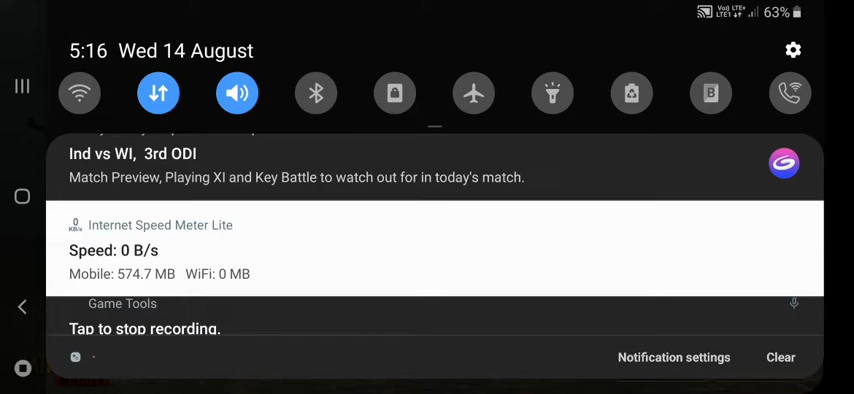 Vo) LTE+
LTE1 63%
5:16 Wed 14 August
B
Ind vs WI, 3rd ODI
Match Preview, Playing XI and Key Battle to watch out for in today's match.
0
KB/s
Internet Speed Meter Lite
Speed: 0 B/s
Mobile: 574.7 MB WiFi: 0 MB
Game Tools
Tap to stop recording.
Notification settings Clear